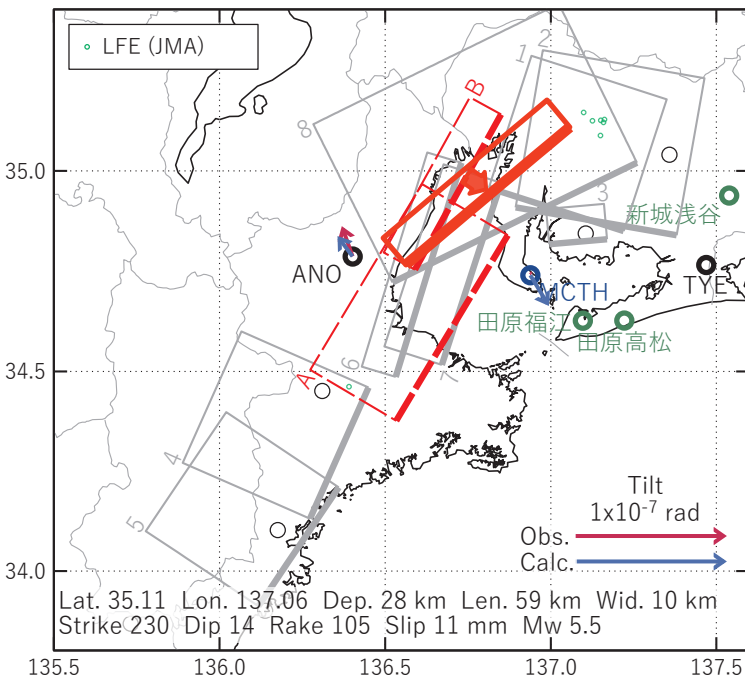 LFE (JMA)
1
2
B
8
35.0
3
新城浅谷
ANO
TYE
ICTH
田原福江
田原高松
34.5
6
7
A
4
5
Tilt
1x10-7 rad
Obs.
Calc.
34.0
Lat. 35.11 Lon. 137.06 Dep. 28 km Len. 59 km Wid. 10 km
Strike 230 Dip 14 Rake 105 Slip 11 mm Mw 5.5
135.5 136.0 136.5 137.0 137.5